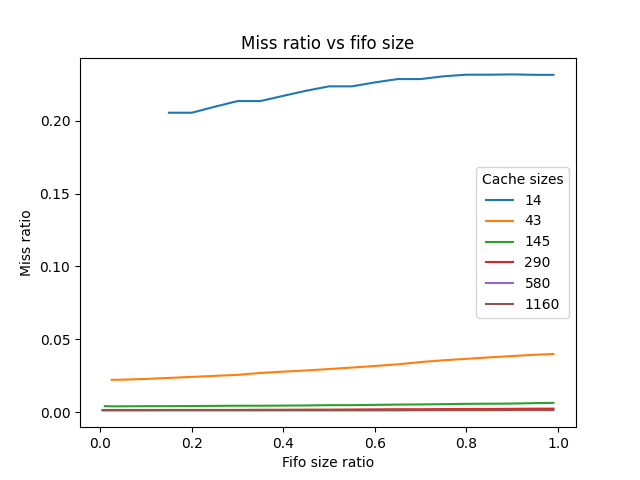 Miss ratio vs fifo size
Miss ratio
0.20
0.15
0.10
0.05
0.00
Cache sizes
14
43
145
290
580
1160
0.0 0.2 0.4 0.6 0.8 1.0
Fifo size ratio